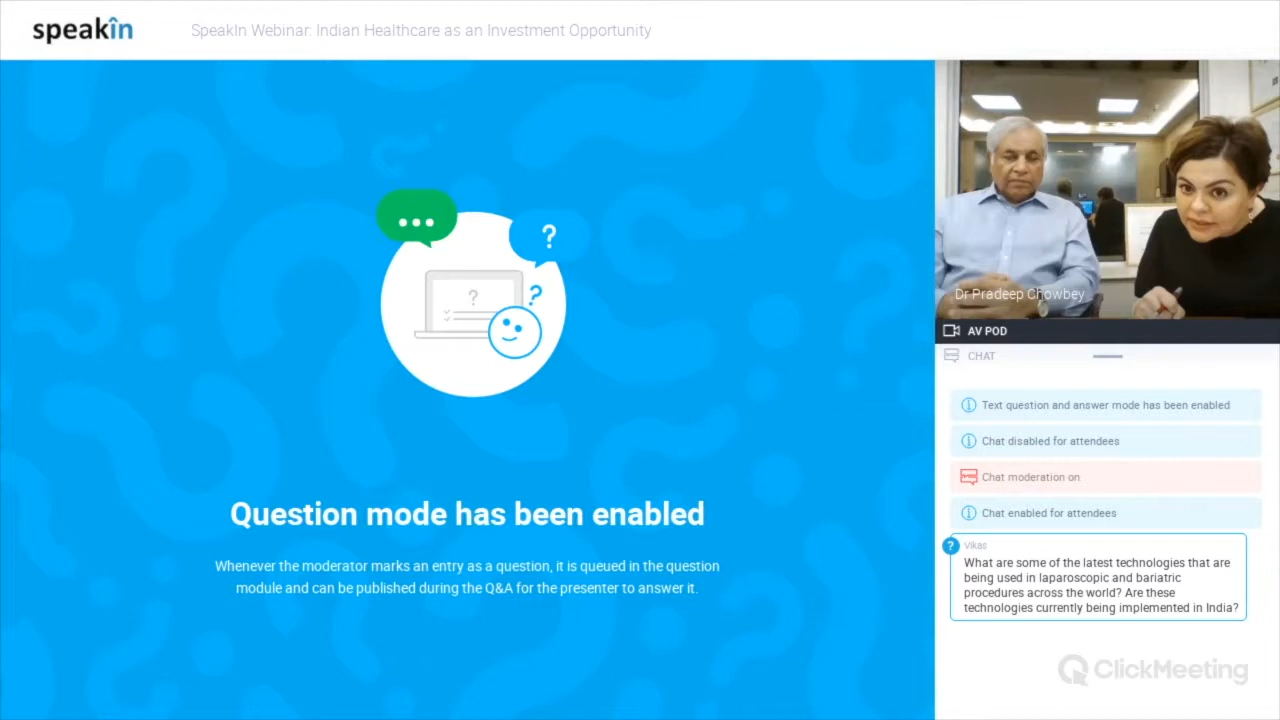 speakîn
SpeakIn Webinar: Indian Healthcare as an Investment Opportunity
?
?
?
Question mode has been enabled
Whenever the moderator marks an entry as a question, it is queued in the question
module and can be published during the Q&A for the presenter to answer it.
Dr Pradeep Chowbey
AV POD
CHAT
Text question and answer mode has been enabled
Chat disabled for attendees
Chat moderation on
Chat enabled for attendees
?
Vikas
What are some of the latest technologies that are
being used in laparoscopic and bariatric
procedures across the world? Are these
technologies currently being implemented in India?
ClickMeeting